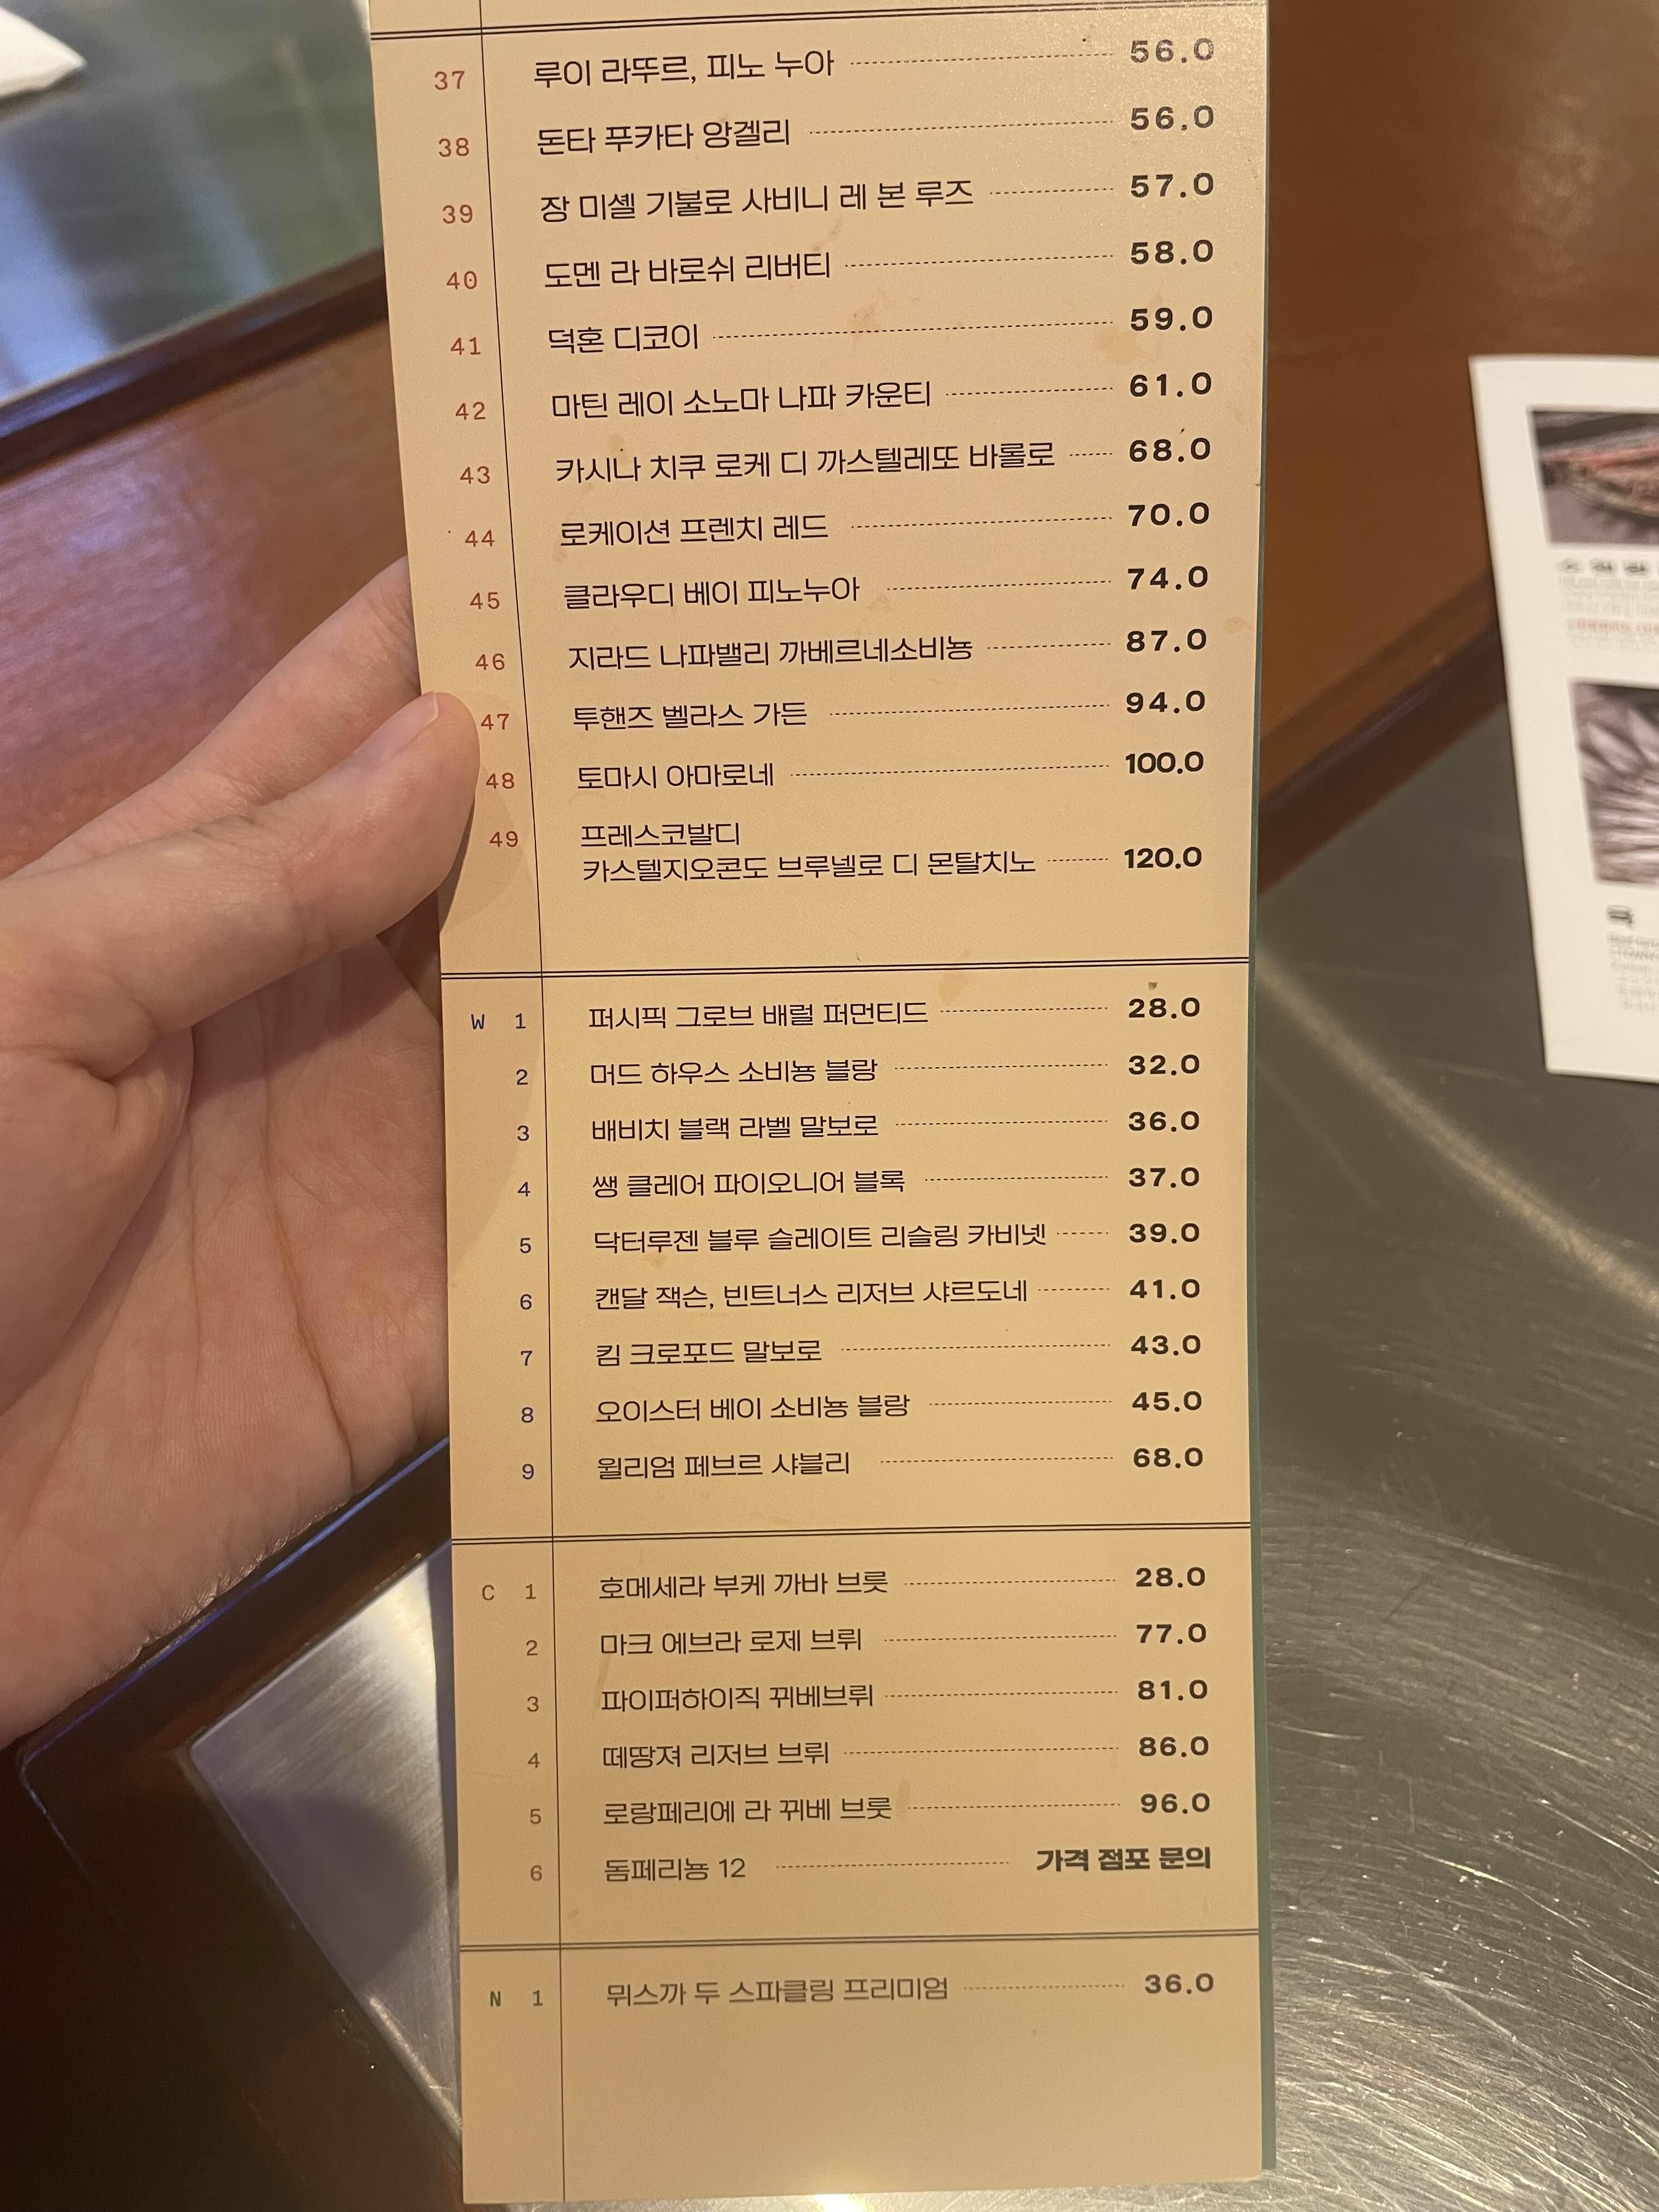 37 루이 라뚜르, 피노 누아 56.0
38 돈타 푸카타 앙겔리 56.0
39 장 미셸 기불로 사비니 레 본 루즈 57.0
40 도멘 라 바로쉬 리버티 58.0
41 덕혼 디코이 59.0
42 마틴 레이 소노마 나파 카운티 61.0
43 카시나 치쿠 로케 디 까스텔레또 바롤로 68.0
44 로케이션 프렌치 레드 70.0
45 클라우디 베이 피노누아 74.0
46 지라드 나파밸리 까베르네소비뇽 87.0
47 투핸즈 벨라스 가든 94.0
48 토마시 아마로네 100.0
49 프레스코발디
카스텔지오콘도 브루넬로 디 몬탈치노 120.0
W 1 퍼시픽 그로브 배럴 퍼먼티드 28.0
2 머드 하우스 소비뇽 블랑 32.0
3 배비치 블랙 라벨 말보로 36.0
4 쌩 클레어 파이오니어 블록 37.0
5 닥터루젠 블루 슬레이트 리슬링 카비넷 39.0
6 캔달 잭슨, 빈트너스 리저브 샤르도네 41.0
7 킴 크로포드 말보로 43.0
8 오이스터 베이 소비뇽 블랑 45.0
9 윌리엄 페브르 샤블리 68.0
C 1 호메세라 부케 까바 브룻 28.0
2 마크 에브라 로제 브뤼 77.0
3 파이퍼하이직 뀌베브뤼 81.0
4 떼땅져 리저브 브뤼 86.0
5 로랑페리에 라 뀌베 브룻 96.0
6 돔페리뇽 12 가격 점포 문의
N 1 뮈스까 두 스파클링 프리미엄 36.0